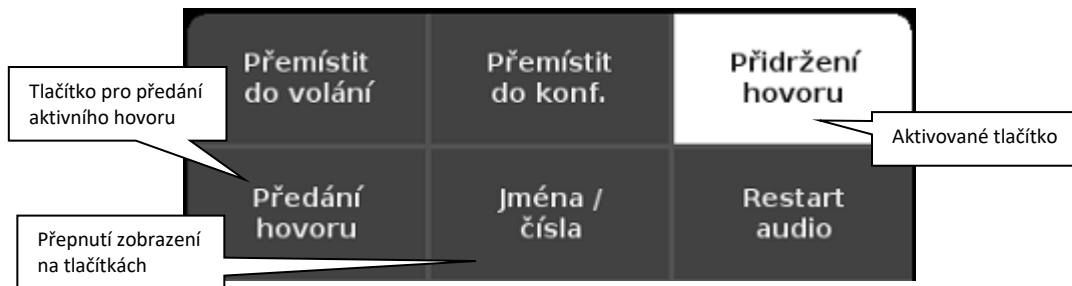 Přemístit
do volání
Přemístit
do konf.
Přidržení
hovoru
Tlačítko pro předání
aktivního hovoru
Aktivované tlačítko
Předání
hovoru
Jména /
čísla
Restart
audio
Přepnutí zobrazení
na tlačítkách